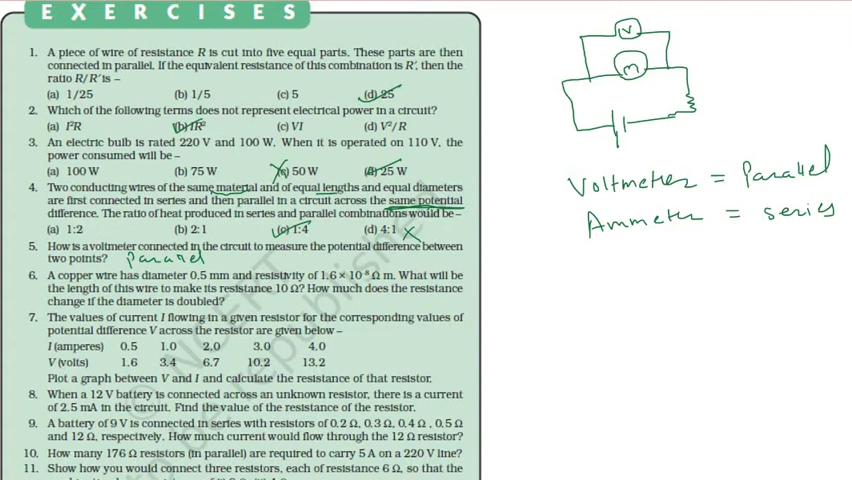 EXERCISES
1. A piece of wire of resistance R is cut into five equal parts. These parts are then
connected in parallel. If the equivalent resistance of this combination is R′, then the
ratio R/R′ is –
(a) 1/25 (b) 1/5 (c) 5 (d) 25
2. Which of the following terms does not represent electrical power in a circuit?
(a) I²R (b) IR² (c) VI (d) V²/R
3. An electric bulb is rated 220 V and 100 W. When it is operated on 110 V, the
power consumed will be –
(a) 100 W (b) 75 W (c) 50 W (d) 25 W
4. Two conducting wires of the same material and of equal lengths and equal diameters
are first connected in series and then parallel in a circuit across the same potential
difference. The ratio of heat produced in series and parallel combinations would be –
(a) 1:2 (b) 2:1 (c) 1:4 (d) 4:1
5. How is a voltmeter connected in the circuit to measure the potential difference between
two points? Parallel
6. A copper wire has diameter 0.5 mm and resistivity of 1.6 × 10⁻⁸ Ω m. What will be
the length of this wire to make its resistance 10 Ω? How much does the resistance
change if the diameter is doubled?
7. The values of current I flowing in a given resistor for the corresponding values of
potential difference V across the resistor are given below –
I (amperes) 0.5 1.0 2.0 3.0 4.0
V (volts) 1.6 3.4 6.7 10.2 13.2
Plot a graph between V and I and calculate the resistance of that resistor.
8. When a 12 V battery is connected across an unknown resistor, there is a current
of 2.5 mA in the circuit. Find the value of the resistance of the resistor.
9. A battery of 9 V is connected in series with resistors of 0.2 Ω, 0.3 Ω, 0.4 Ω, 0.5 Ω
and 12 Ω, respectively. How much current would flow through the 12 Ω resistor?
10. How many 176 Ω resistors (in parallel) are required to carry 5 A on a 220 V line?
11. Show how you would connect three resistors, each of resistance 6 Ω, so that the
© NCERT
to be republished
V
m
Voltmeter = Parallel
Ammeter = series